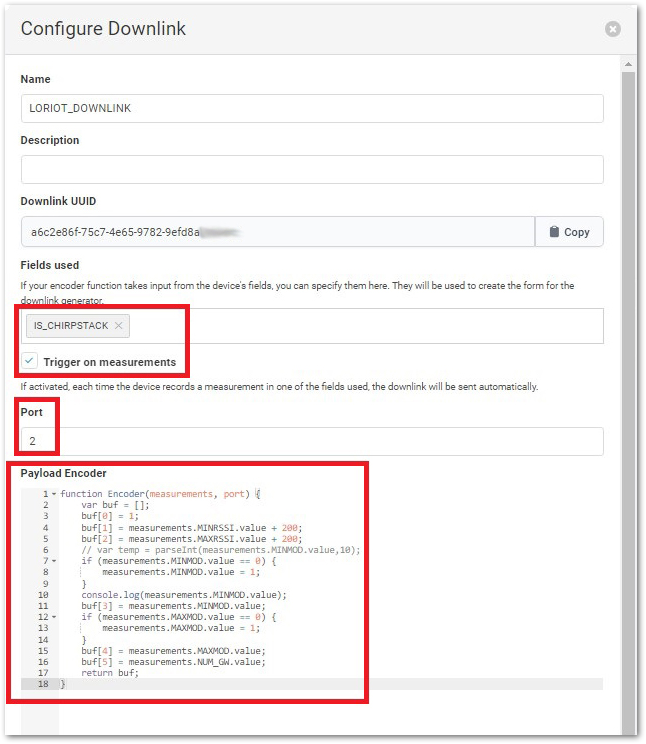 Configure Downlink
Name
LORIOT_DOWNLINK
Description
Downlink UUID
a6c2e86f-75c7-4e65-9782-9efd8a
Copy
Fields used
If your encoder function takes input from the device's fields, you can specify them here. They will be used to create the form for the
downlink generator.
IS_CHIRPSTACK
Trigger on measurements
If activated, each time the device records a measurement in one of the fields used, the downlink will be sent automatically.
Port
2
Payload Encoder
1 function Encoder(measurements, port) {
2 var buf = [];
3 buf[0] = 1;
4 buf[1] = measurements.MINRSSI.value + 200;
5 buf[2] = measurements.MAXRSSI.value + 200;
6 // var temp = parseInt(measurements.MINMOD.value,10);
7 if (measurements.MINMOD.value == 0) {
8 measurements.MINMOD.value = 1;
9 }
10 console.log(measurements.MINMOD.value);
11 buf[3] = measurements.MINMOD.value;
12 if (measurements.MAXMOD.value == 0) {
13 measurements.MAXMOD.value = 1;
14 }
15 buf[4] = measurements.MAXMOD.value;
16 buf[5] = measurements.NUM_GW.value;
17 return buf;
18 }